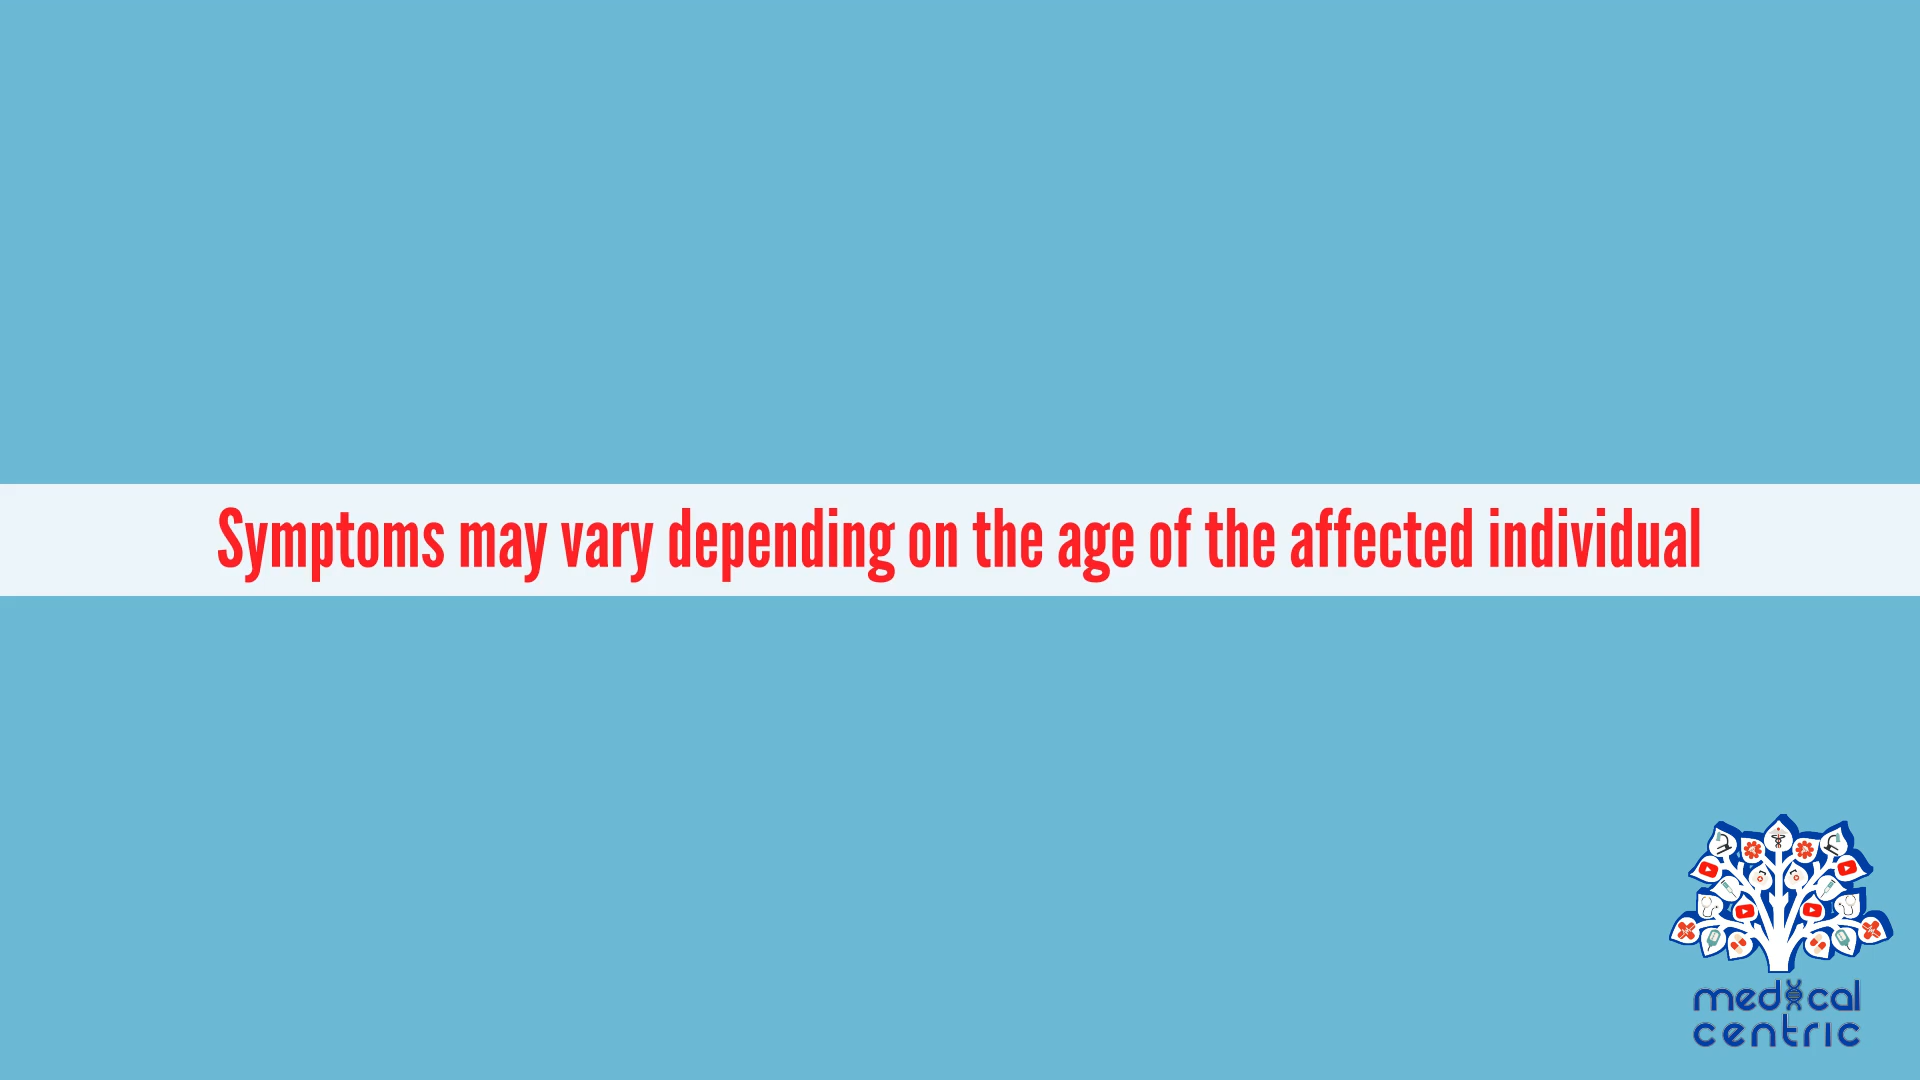 Symptoms may vary depending on the age of the affected individual
medical
centric